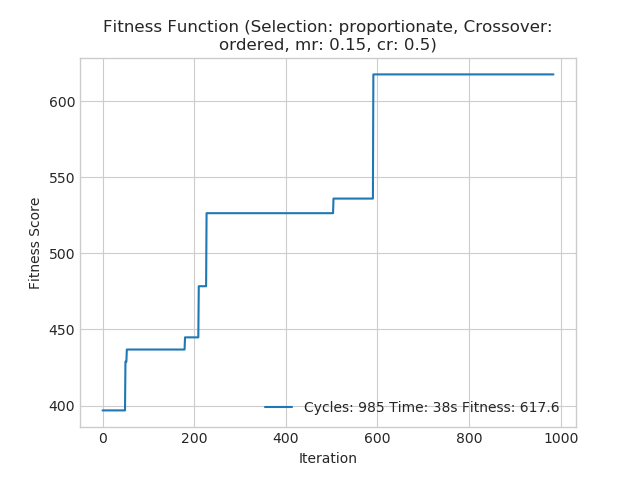 Fitness Function (Selection: proportionate, Crossover:
ordered, mr: 0.15, cr: 0.5)
600
550
500
450
400
Fitness Score
Cycles: 985 Time: 38s Fitness: 617.6
0 200 400 600 800 1000
Iteration